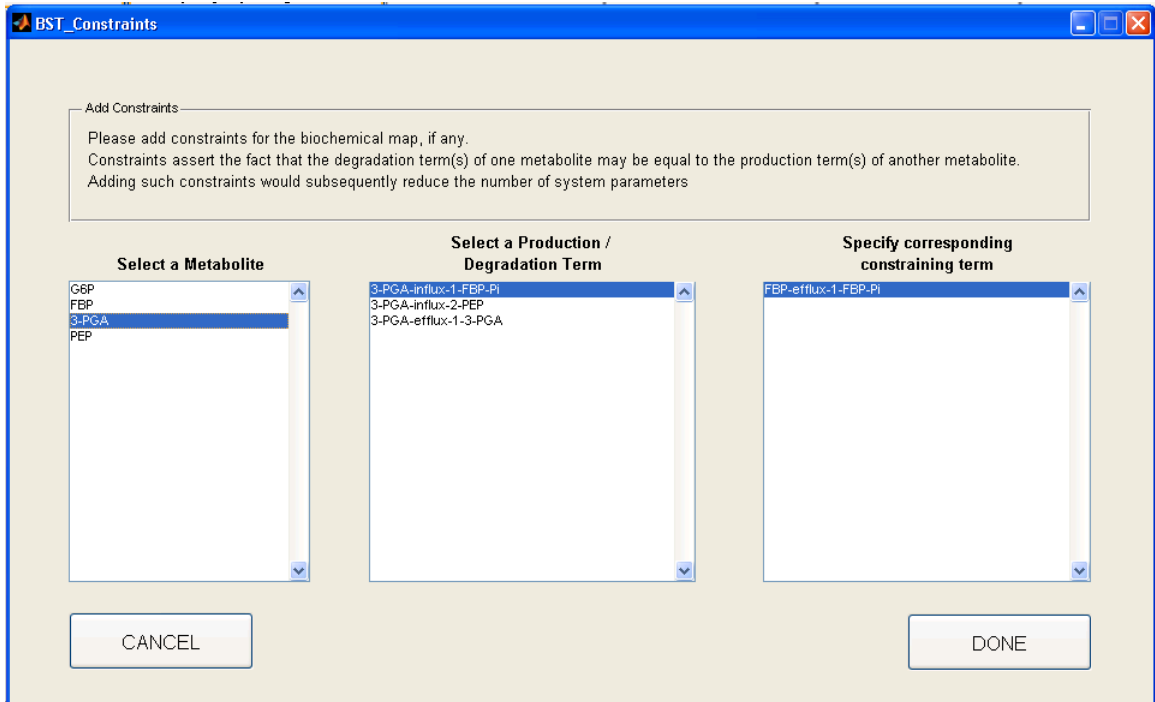 BST_Constraints
Add Constraints
Please add constraints for the biochemical map, if any.
Constraints assert the fact that the degradation term(s) of one metabolite may be equal to the production term(s) of another metabolite.
Adding such constraints would subsequently reduce the number of system parameters
Select a Metabolite
G6P
FBP
3-PGA
PEP
Select a Production /
Degradation Term
3-PGA-influx-1-FBP-Pi
3-PGA-influx-2-PEP
3-PGA-efflux-1-3-PGA
Specify corresponding
constraining term
FBP-efflux-1-FBP-Pi
CANCEL
DONE